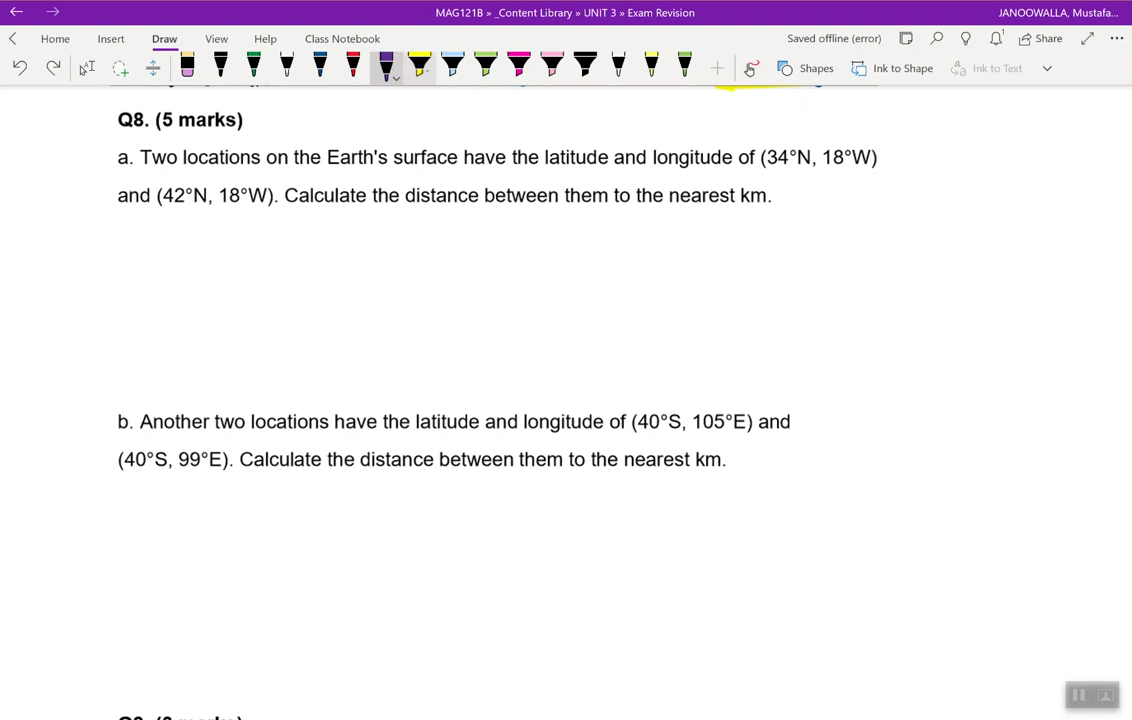 MAG121B » _Content Library » UNIT 3 » Exam Revision
JANOOWALLA, Mustafa...
Home Insert Draw View Help Class Notebook
Saved offline (error)
1
Share
Shapes
Ink to Shape
Ink to Text
Q8. (5 marks)
a. Two locations on the Earth's surface have the latitude and longitude of (34°N, 18°W)
and (42°N, 18°W). Calculate the distance between them to the nearest km.
b. Another two locations have the latitude and longitude of (40°S, 105°E) and
(40°S, 99°E). Calculate the distance between them to the nearest km.